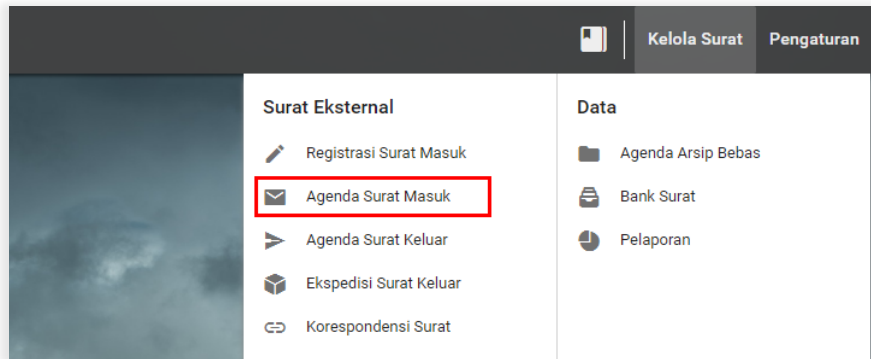 Kelola Surat
Pengaturan
Surat Eksternal
Registrasi Surat Masuk
Agenda Surat Masuk
Agenda Surat Keluar
Ekspedisi Surat Keluar
Korespondensi Surat
Data
Agenda Arsip Bebas
Bank Surat
Pelaporan